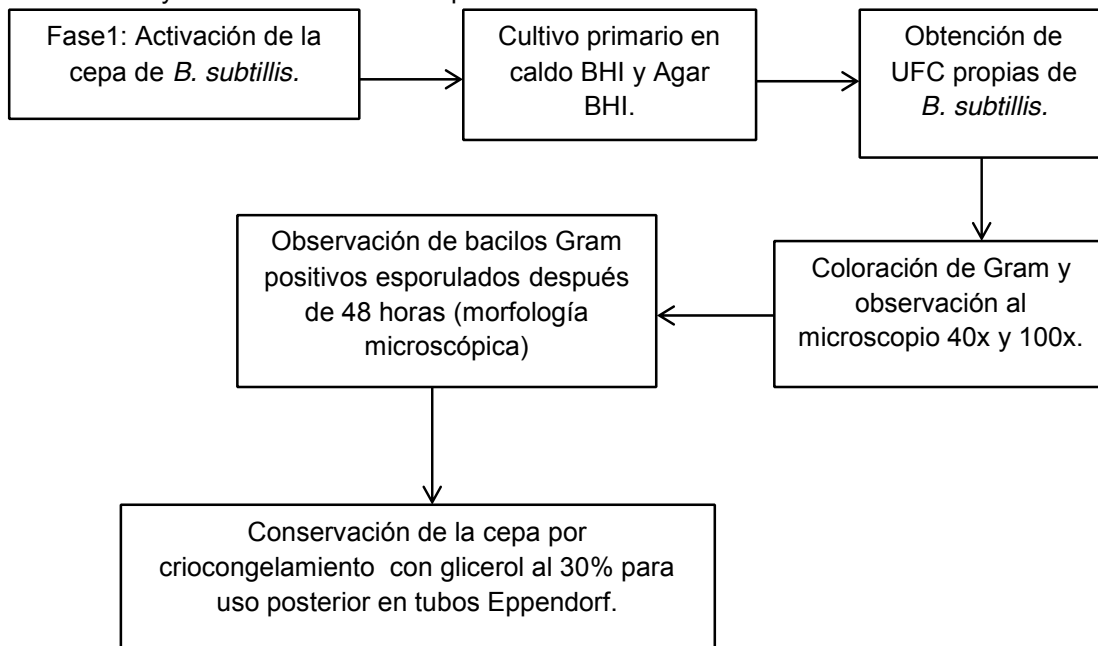 Fase1: Activación de la
cepa de B. subtillis.
Cultivo primario en
caldo BHI y Agar
BHI.
Obtención de
UFC propias de
B. subtillis.
Coloración de Gram y
observación al
microscopio 40x y 100x.
Observación de bacilos Gram
positivos esporulados después
de 48 horas (morfología
microscópica)
Conservación de la cepa por
criocongelamiento con glicerol al 30% para
uso posterior en tubos Eppendorf.